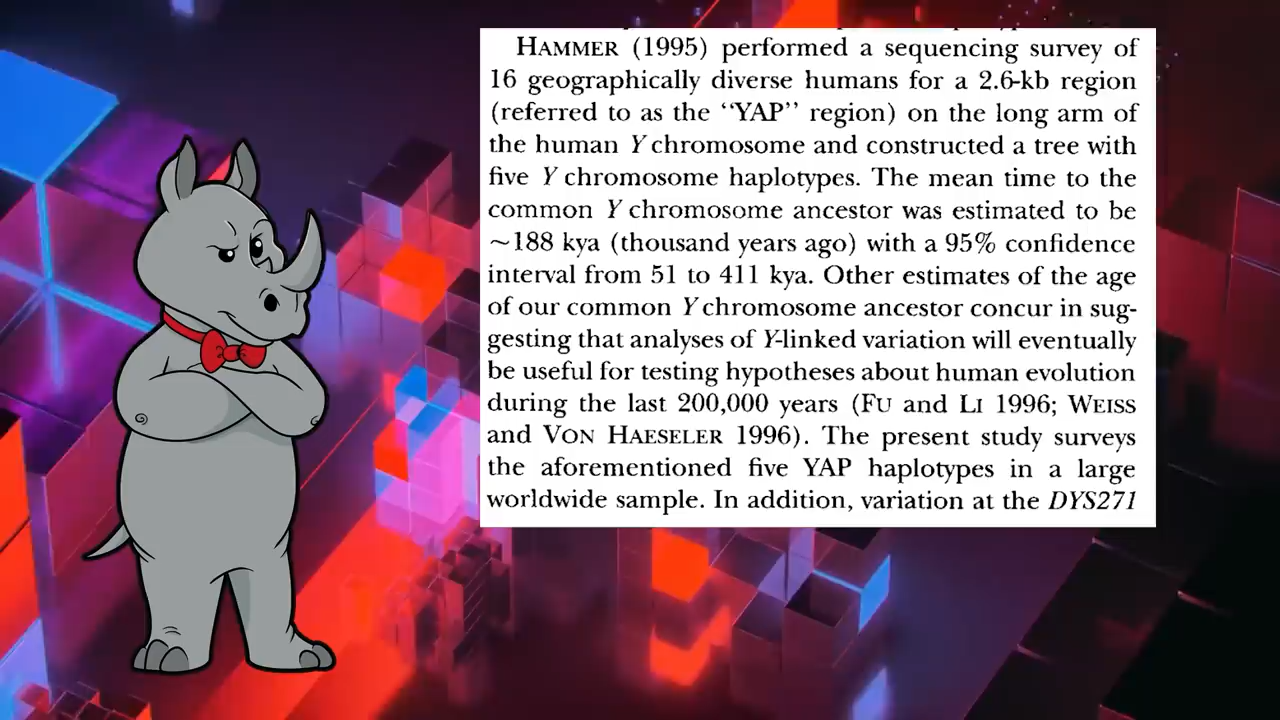 HAMMER (1995) performed a sequencing survey of
16 geographically diverse humans for a 2.6-kb region
(referred to as the “YAP” region) on the long arm of
the human Y chromosome and constructed a tree with
five Y chromosome haplotypes. The mean time to the
common Y chromosome ancestor was estimated to be
~188 kya (thousand years ago) with a 95% confidence
interval from 51 to 411 kya. Other estimates of the age
of our common Y chromosome ancestor concur in sug-
gesting that analyses of Y-linked variation will eventually
be useful for testing hypotheses about human evolution
during the last 200,000 years (FU and LI 1996; WEISS
and VON HAESELER 1996). The present study surveys
the aforementioned five YAP haplotypes in a large
worldwide sample. In addition, variation at the DYS271